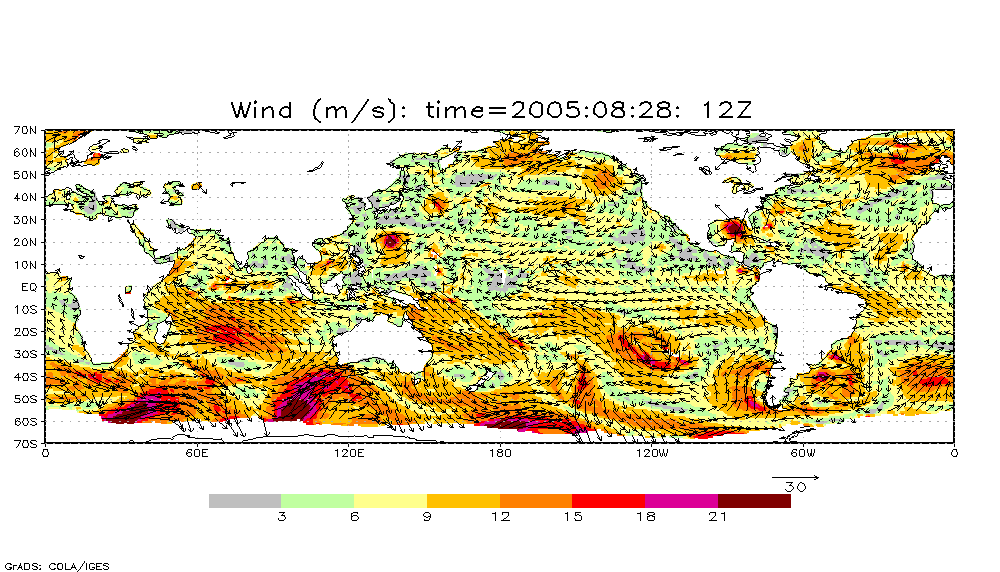 Wind (m/s): time=2005:08:28: 12Z
70N
60N
50N
40N
30N
20N
10N
EQ
10S
20S
30S
40S
50S
60S
70S
0 60E 120E 180 120W 60W 0
30
3 6 9 12 15 18 21
GrADS: COLA/IGES